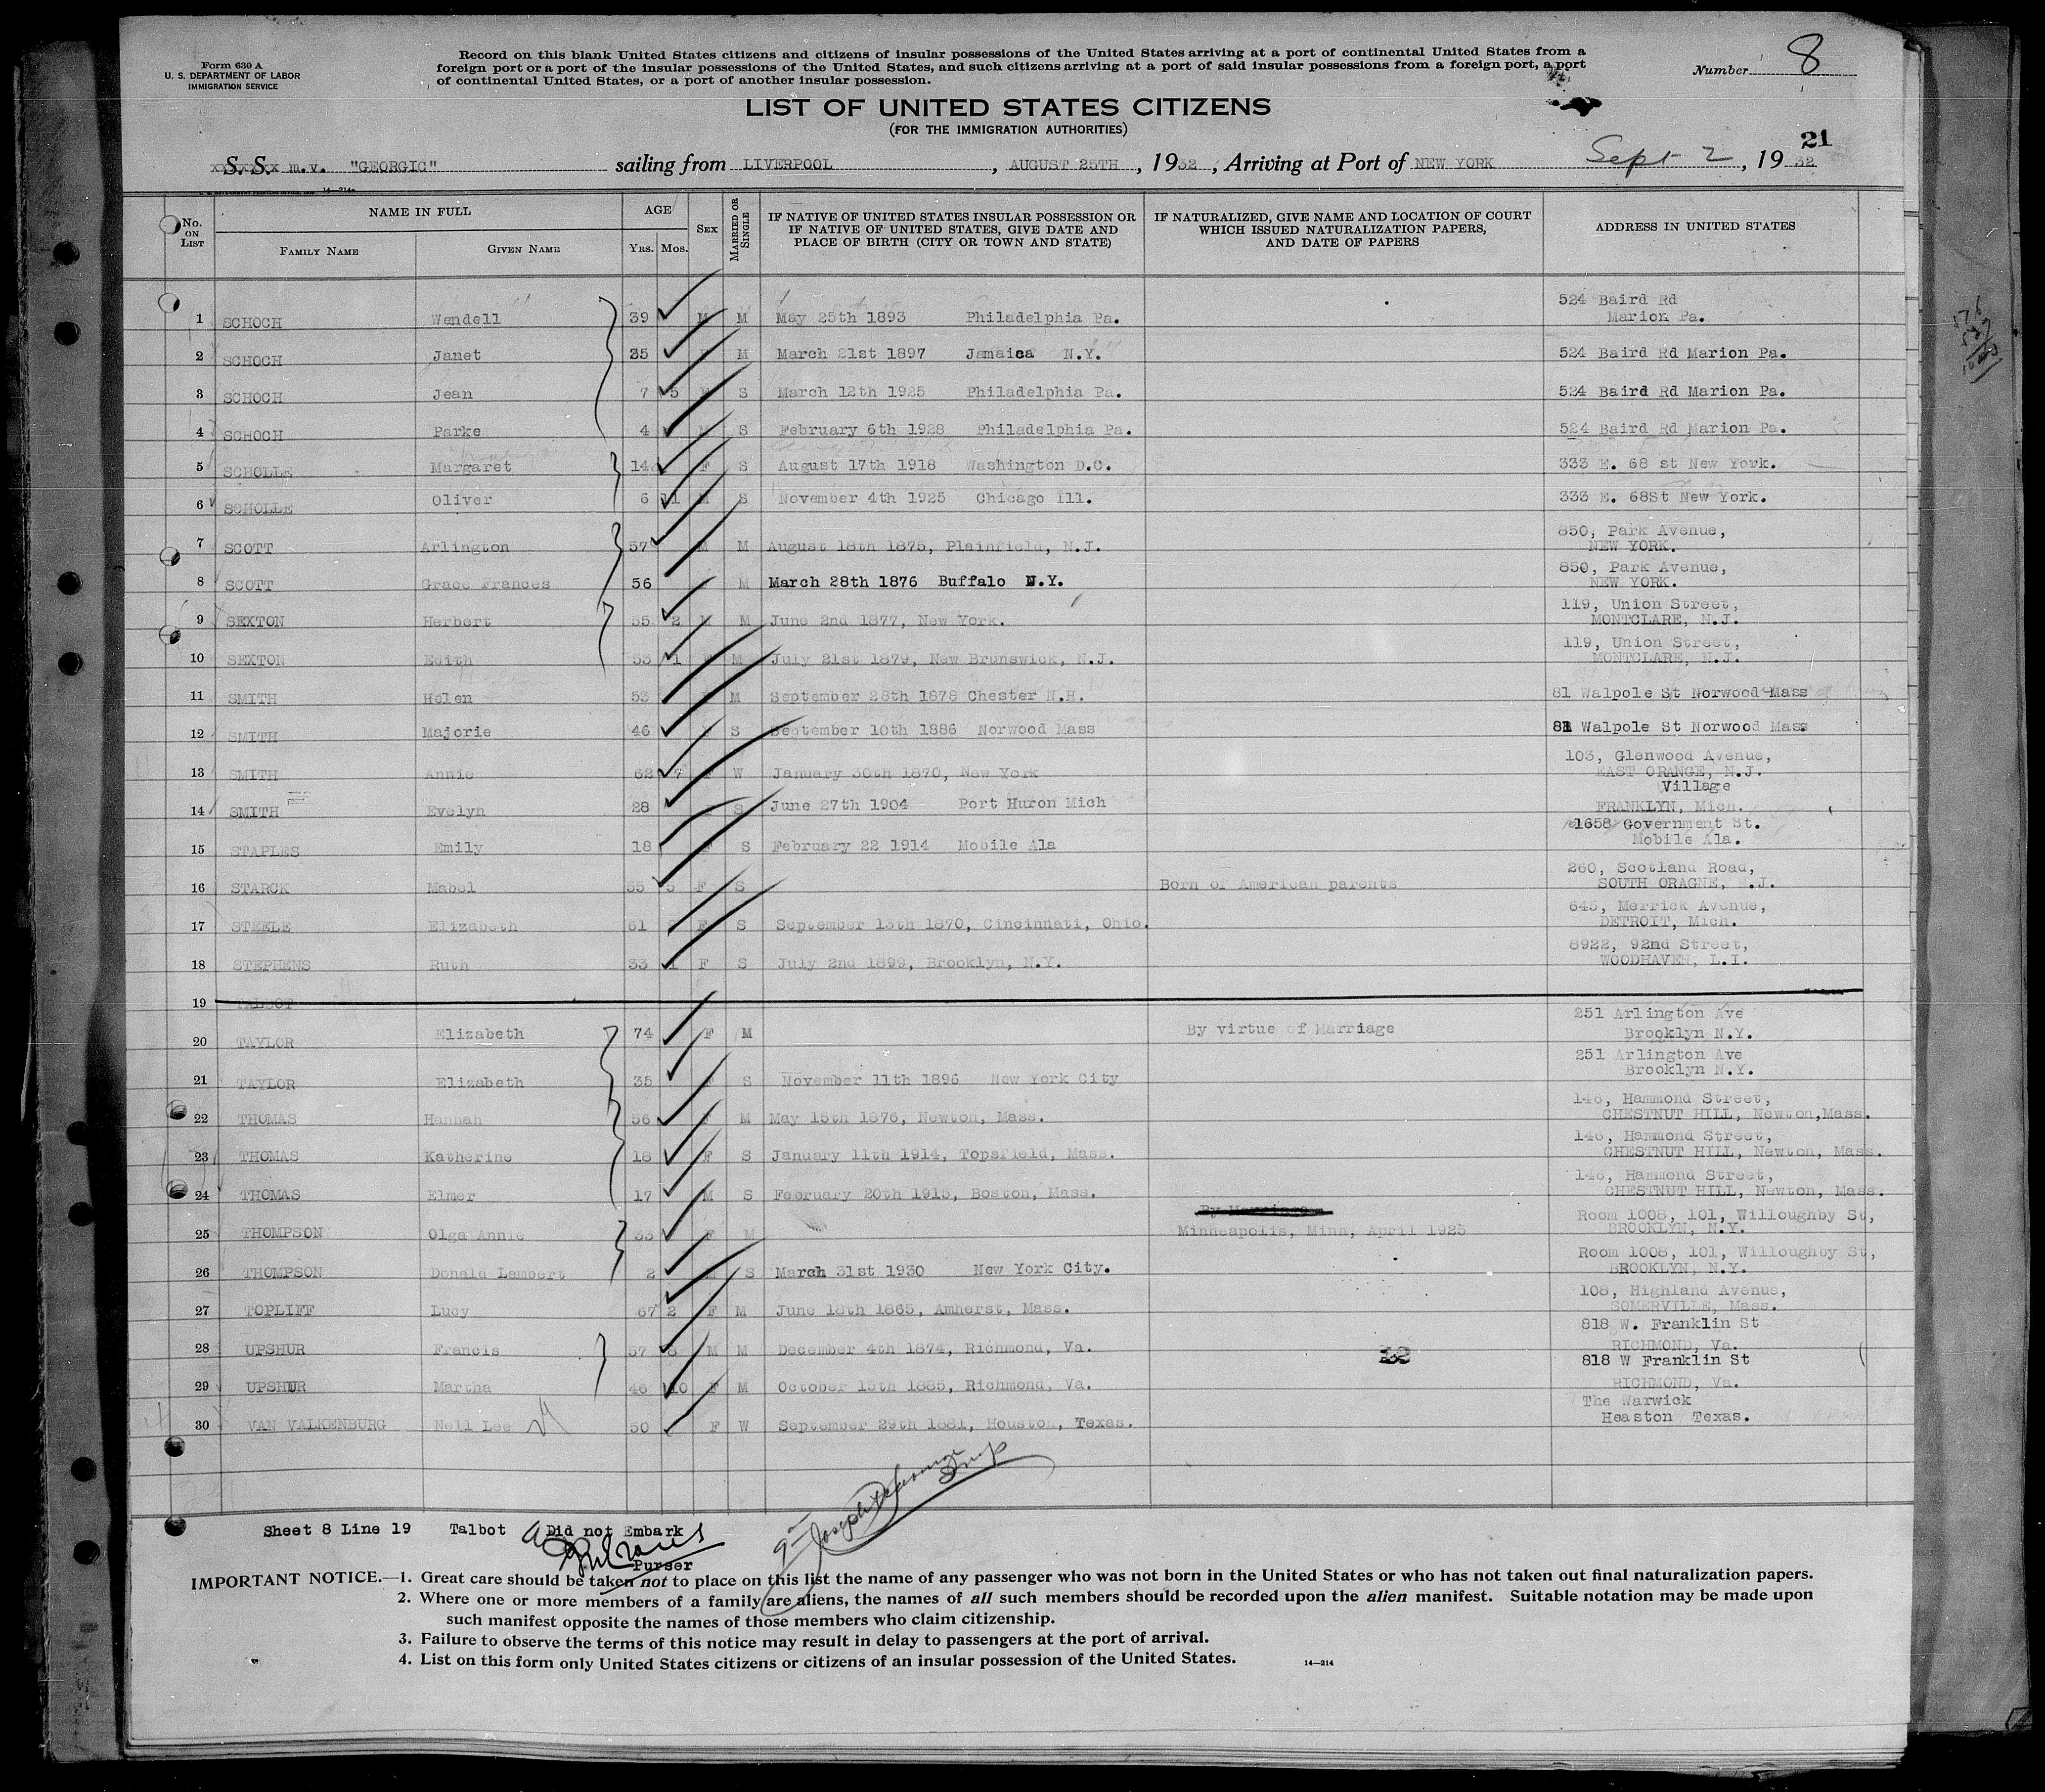 Form 630 A
U. S. DEPARTMENT OF LABOR
IMMIGRATION SERVICE
Record on this blank United States citizens and citizens of insular possessions of the United States arriving at a port of continental United States from a
foreign port or a port of the insular possessions of the United States, and such citizens arriving at a port of said insular possessions from a foreign port, a port
of continental United States, or a port of another insular possession.
Number 8
LIST OF UNITED STATES CITIZENS
(FOR THE IMMIGRATION AUTHORITIES)
21
S. S. m.v. "GEORGIC" sailing from LIVERPOOL, AUGUST 25TH, 1932, Arriving at Port of NEW YORK Sept 2, 1932
No. ON LIST
NAME IN FULL
FAMILY NAME GIVEN NAME
AGE
Yrs. Mos.
SEX
MARRIED OR SINGLE
IF NATIVE OF UNITED STATES INSULAR POSSESSION OR
IF NATIVE OF UNITED STATES, GIVE DATE AND
PLACE OF BIRTH (CITY OR TOWN AND STATE)
IF NATURALIZED, GIVE NAME AND LOCATION OF COURT
WHICH ISSUED NATURALIZATION PAPERS,
AND DATE OF PAPERS
ADDRESS IN UNITED STATES
1 SCHOCH Wendell 39 M M May 25th 1893 Philadelphia Pa. 524 Baird Rd
Marion Pa.
2 SCHOCH Janet 35 M March 21st 1897 Jamaica N.Y. 524 Baird Rd Marion Pa.
3 SCHOCH Jean 7 5 F S March 12th 1925 Philadelphia Pa. 524 Baird Rd Marion Pa.
4 SCHOCH Parke 4 S February 6th 1928 Philadelphia Pa. 524 Baird Rd Marion Pa.
5 SCHOLLE Margaret 14 F S August 17th 1918 Washington D.C. 333 E. 68 st New York.
6 SCHOLLE Oliver 6 11 M S November 4th 1925 Chicago Ill. 333 E. 68St New York.
7 SCOTT Arlington 57 M M August 18th 1875, Plainfield, N.J. 850, Park Avenue,
NEW YORK.
8 SCOTT Grace Frances 56 M March 28th 1876 Buffalo N.Y. 850, Park Avenue,
NEW YORK.
9 SEXTON Herbert 55 2 M M June 2nd 1877, New York. 119, Union Street,
MONTCLARE, N.J.
10 SEXTON Edith 53 1 F M July 21st 1879, New Brunswick, N.J. 119, Union Street,
MONTCLARE, N.J.
11 SMITH Helen 53 M September 28th 1878 Chester N.H. 81 Walpole St Norwood Mass
12 SMITH Majorie 46 S September 10th 1886 Norwood Mass 81 Walpole St Norwood Mass
13 SMITH Annie 62 7 F W January 30th 1870, New York 103, Glenwood Avenue,
EAST ORANGE, N.J.
14 SMITH Evelyn 28 S June 27th 1904 Port Huron Mich Village
FRANKLYN, Mich.
15 STAPLES Emily 18 F S February 22 1914 Mobile Ala 1658 Government St.
Mobile Ala.
16 STARCK Mabel 35 5 F S Born of American parents 260, Scotland Road,
SOUTH ORAGNE, N.J.
17 STEELE Elizabeth 61 F S September 13th 1870, Cincinnati, Ohio. 643, Merrick Avenue,
DETROIT, Mich.
18 STEPHENS Ruth 33 1 F S July 2nd 1899, Brooklyn, N.Y. 8922, 92nd Street,
WOODHAVEN, L.I.
19 TALBOT
20 TAYLOR Elizabeth 74 F M By virtue of Marriage 251 Arlington Ave
Brooklyn N.Y.
21 TAYLOR Elizabeth 35 F S November 11th 1896 New York City 251 Arlington Ave
Brooklyn N.Y.
22 THOMAS Hannah 56 F M May 15th 1876, Newton, Mass. 146, Hammond Street,
CHESTNUT HILL, Newton,Mass.
23 THOMAS Katherine 18 F S January 11th 1914, Topsfield, Mass. 146, Hammond Street,
CHESTNUT HILL, Newton, Mass.
24 THOMAS Elmer 17 M S February 20th 1915, Boston, Mass. 146, Hammond Street,
CHESTNUT HILL, Newton, Mass.
25 THOMPSON Olga Annie 33 F M Minneapolis, Minn, April 1925 Room 1008, 101, Willoughby St,
BROOKLYN, N.Y.
26 THOMPSON Donald Lambert 2 M S March 31st 1930 New York City. Room 1008, 101, Willoughby St,
BROOKLYN, N.Y.
27 TOPLIFF Lucy 67 2 F M June 18th 1865, Amherst, Mass. 108, Highland Avenue,
SOMERVILLE, Mass.
28 UPSHUR Francis 57 8 M M December 4th 1874, Richmond, Va. 818 W. Franklin St
RICHMOND, Va.
29 UPSHUR Martha 46 10 F M October 15th 1885, Richmond, Va. 818 W Franklin St
RICHMOND, Va.
30 VAN VALKENBURG Nell Lee 50 F W September 29th 1881, Houston, Texas. The Warwick
Heaston Texas.
Sheet 8 Line 19 Talbot Did not Embark
Purser
IMPORTANT NOTICE.—1. Great care should be taken not to place on this list the name of any passenger who was not born in the United States or who has not taken out final naturalization papers.
2. Where one or more members of a family are aliens, the names of all such members should be recorded upon the alien manifest. Suitable notation may be made upon
such manifest opposite the names of those members who claim citizenship.
3. Failure to observe the terms of this notice may result in delay to passengers at the port of arrival.
4. List on this form only United States citizens or citizens of an insular possession of the United States.
14—214